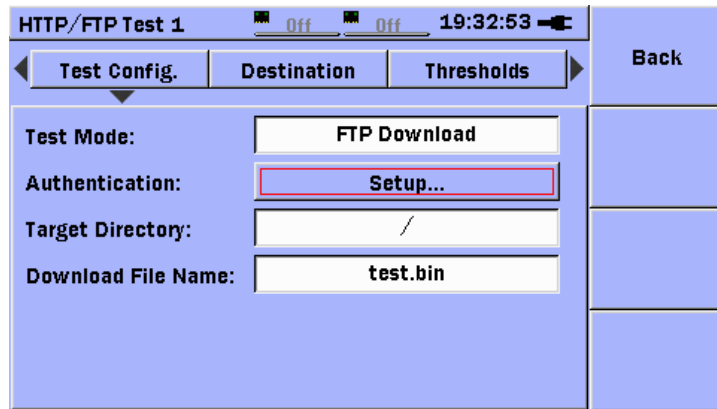 HTTP/FTP Test 1 Off Off 19:32:53
Back
Test Config. Destination Thresholds
Test Mode: FTP Download
Authentication: Setup...
Target Directory: /
Download File Name: test.bin